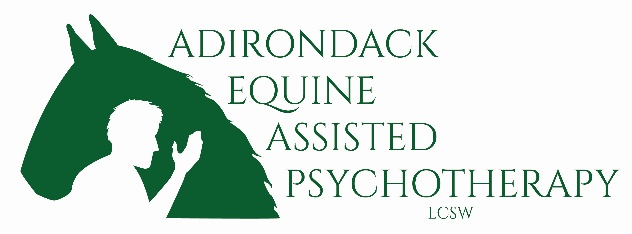 ADIRONDACK
EQUINE
ASSISTED
PSYCHOTHERAPY
LCSW